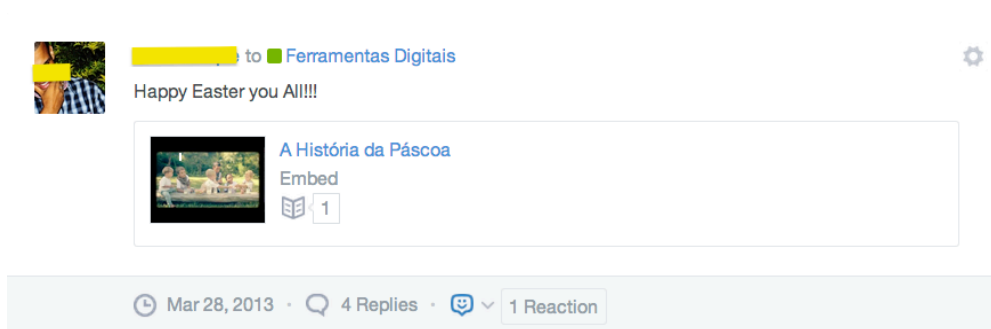 to Ferramentas Digitais
Happy Easter you All!!!
A História da Páscoa
Embed
1
Mar 28, 2013 · 4 Replies · 1 Reaction